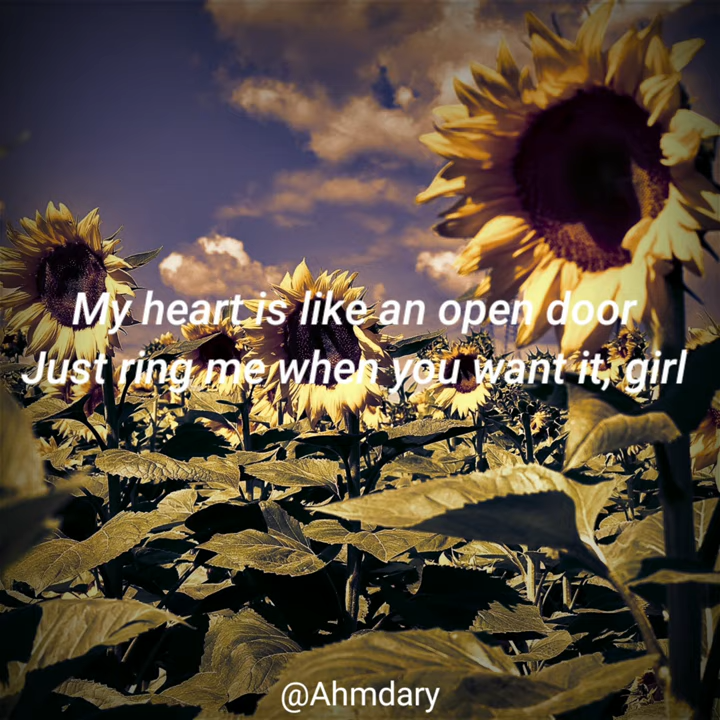 My heart is like an open door
Just ring me when you want it, girl
@Ahmdary